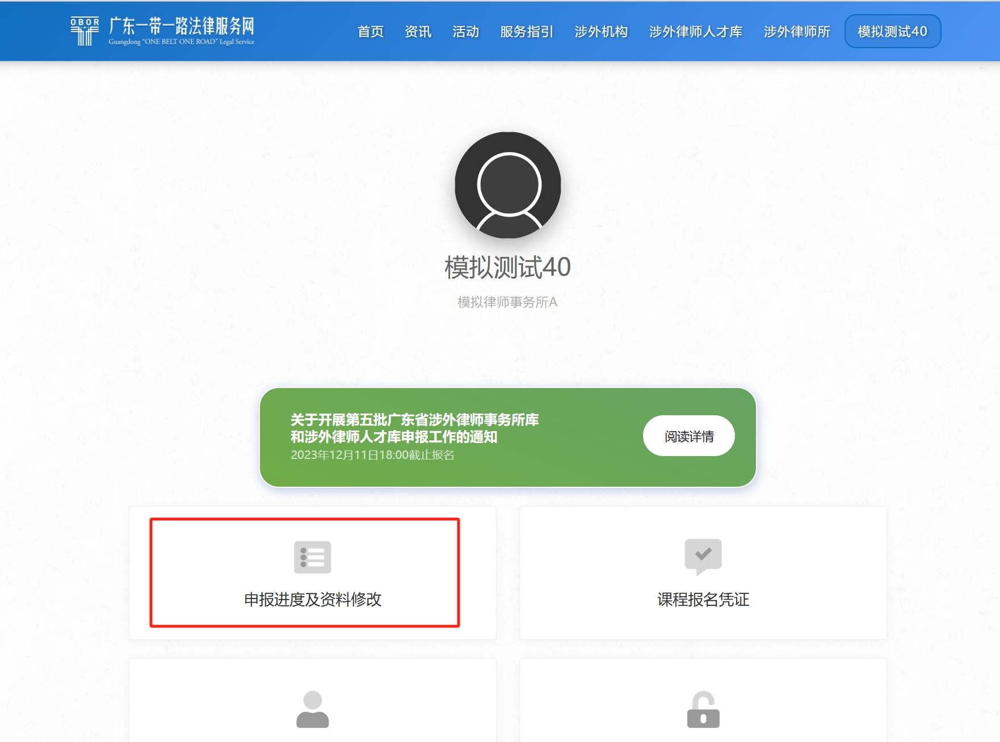 OBOR
广东一带一路法律服务网
Guangdong "ONE BELT ONE ROAD" Legal Service
首页 资讯 活动 服务指引 涉外机构 涉外律师人才库 涉外律师所 模拟测试40
模拟测试40
模拟律师事务所A
关于开展第五批广东省涉外律师事务所库
和涉外律师人才库申报工作的通知
2023年12月11日18:00截止报名
阅读详情
申报进度及资料修改
课程报名凭证